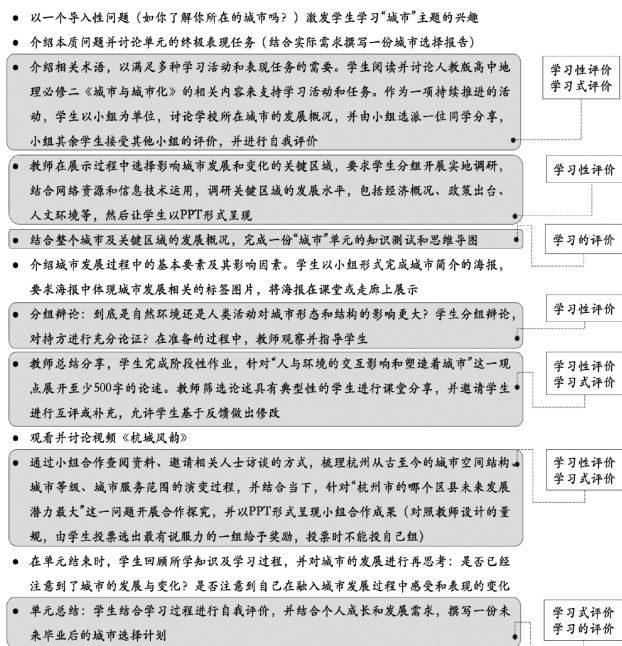 ● 以一个导入性问题（如你了解你所在的城市吗？）激发学生学习“城市”主题的兴趣
● 介绍本质问题并讨论单元的终极表现任务（结合实际需求撰写一份城市选择报告）
● 介绍相关术语，以满足多种学习活动和表现任务的需要。学生阅读并讨论人教版高中地
理必修二《城市与城市化》的相关内容来支持学习活动和任务。作为一项持续推进的活
动，学生以小组为单位，讨论学校所在城市的发展概况，并由小组选派一位同学分享，
小组其余学生接受其他小组的评价，并进行自我评价
学习性评价
学习式评价
● 教师在展示过程中选择影响城市发展和变化的关键区域，要求学生分组开展实地调研，
结合网络资源和信息技术运用，调研关键区域的发展水平，包括经济概况、政策出台、
人文环境等，然后让学生以PPT形式呈现
学习性评价
● 结合整个城市及关键区域的发展概况，完成一份“城市”单元的知识测试和思维导图
学习的评价
● 介绍城市发展过程中的基本要素及其影响因素。学生以小组形式完成城市简介的海报，
要求海报中体现城市发展相关的标签图片，将海报在课堂或走廊上展示
● 分组辩论：到底是自然环境还是人类活动对城市形态和结构的影响更大？学生分组辩论，
对持方进行充分论证？在准备的过程中，教师观察并指导学生
学习性评价
● 教师总结分享，学生完成阶段性作业，针对“人与环境的交互影响和塑造着城市”这一观
点展开至少500字的论述。教师筛选论述具有典型性的学生进行课堂分享，并邀请学生
进行互评或补充，允许学生基于反馈做出修改
学习性评价
学习式评价
● 观看并讨论视频《杭城风韵》
● 通过小组合作查阅资料、邀请相关人士访谈的方式，梳理杭州从古至今的城市空间结构、
城市等级、城市服务范围的演变过程，并结合当下，针对“杭州市的哪个区县未来发展
潜力最大”这一问题开展合作探究，并以PPT形式呈现小组合作成果（对照教师设计的量
规，由学生投票选出最有说服力的一组给予奖励，投票时不能投自己组）
学习性评价
学习式评价
● 在单元结束时，学生回顾所学知识及学习过程，并对城市的发展进行再思考：是否已经
注意到了城市的发展与变化？是否注意到自己在融入城市发展过程中感受和表现的变化
● 单元总结：学生结合学习过程进行自我评价，并结合个人成长和发展需求，撰写一份未
来毕业后的城市选择计划
学习式评价
学习的评价